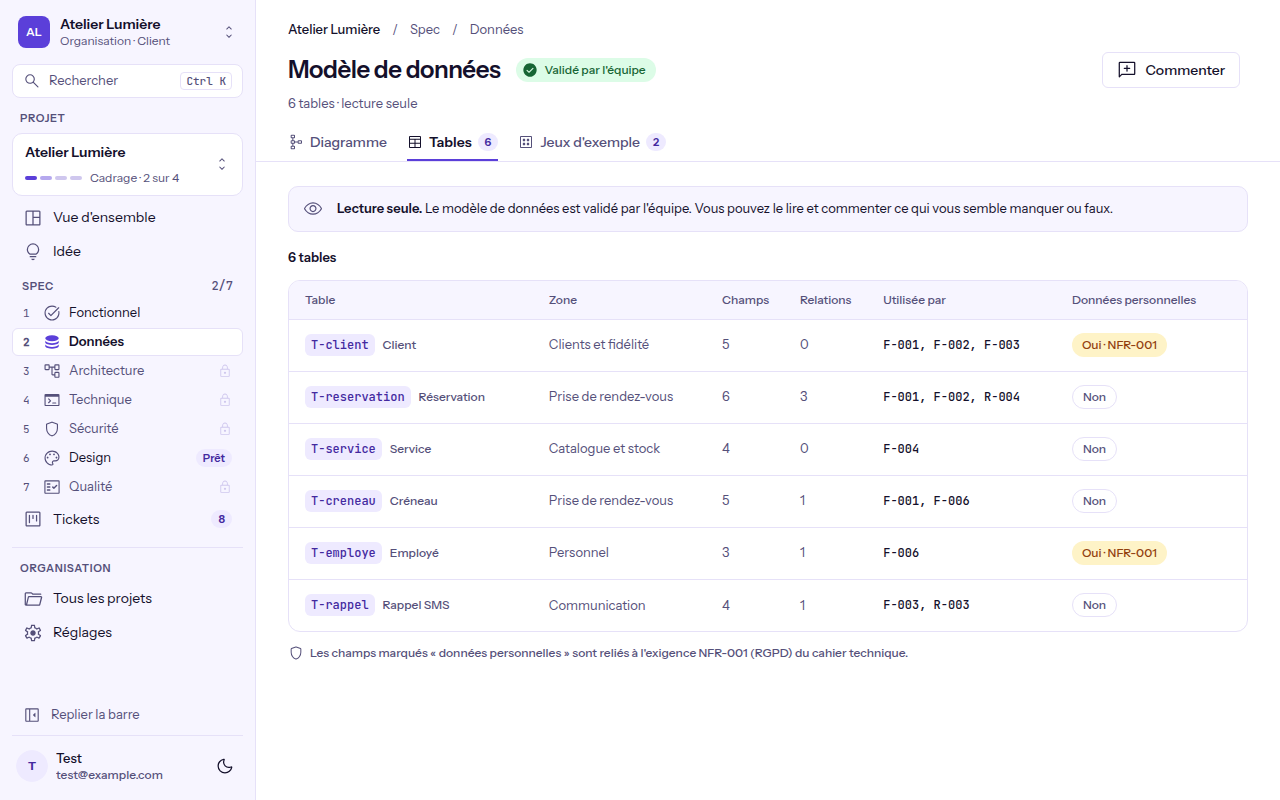 AL
Atelier Lumière
Organisation · Client
Rechercher
Ctrl K
PROJET
Atelier Lumière
Cadrage · 2 sur 4
Vue d'ensemble
Idée
SPEC 2/7
1 Fonctionnel
2 Données
3 Architecture
4 Technique
5 Sécurité
6 Design Prêt
7 Qualité
Tickets 8
ORGANISATION
Tous les projets
Réglages
Replier la barre
T
Test
test@example.com
Atelier Lumière / Spec / Données
Modèle de données
Validé par l'équipe
Commenter
6 tables · lecture seule
Diagramme
Tables 6
Jeux d'exemple 2
Lecture seule. Le modèle de données est validé par l'équipe. Vous pouvez le lire et commenter ce qui vous semble manquer ou faux.
6 tables
Table Zone Champs Relations Utilisée par Données personnelles
T-client Client Clients et fidélité 5 0 F-001, F-002, F-003 Oui · NFR-001
T-reservation Réservation Prise de rendez-vous 6 3 F-001, F-002, R-004 Non
T-service Service Catalogue et stock 4 0 F-004 Non
T-creneau Créneau Prise de rendez-vous 5 1 F-001, F-006 Non
T-employe Employé Personnel 3 1 F-006 Oui · NFR-001
T-rappel Rappel SMS Communication 4 1 F-003, R-003 Non
Les champs marqués « données personnelles » sont reliés à l'exigence NFR-001 (RGPD) du cahier technique.